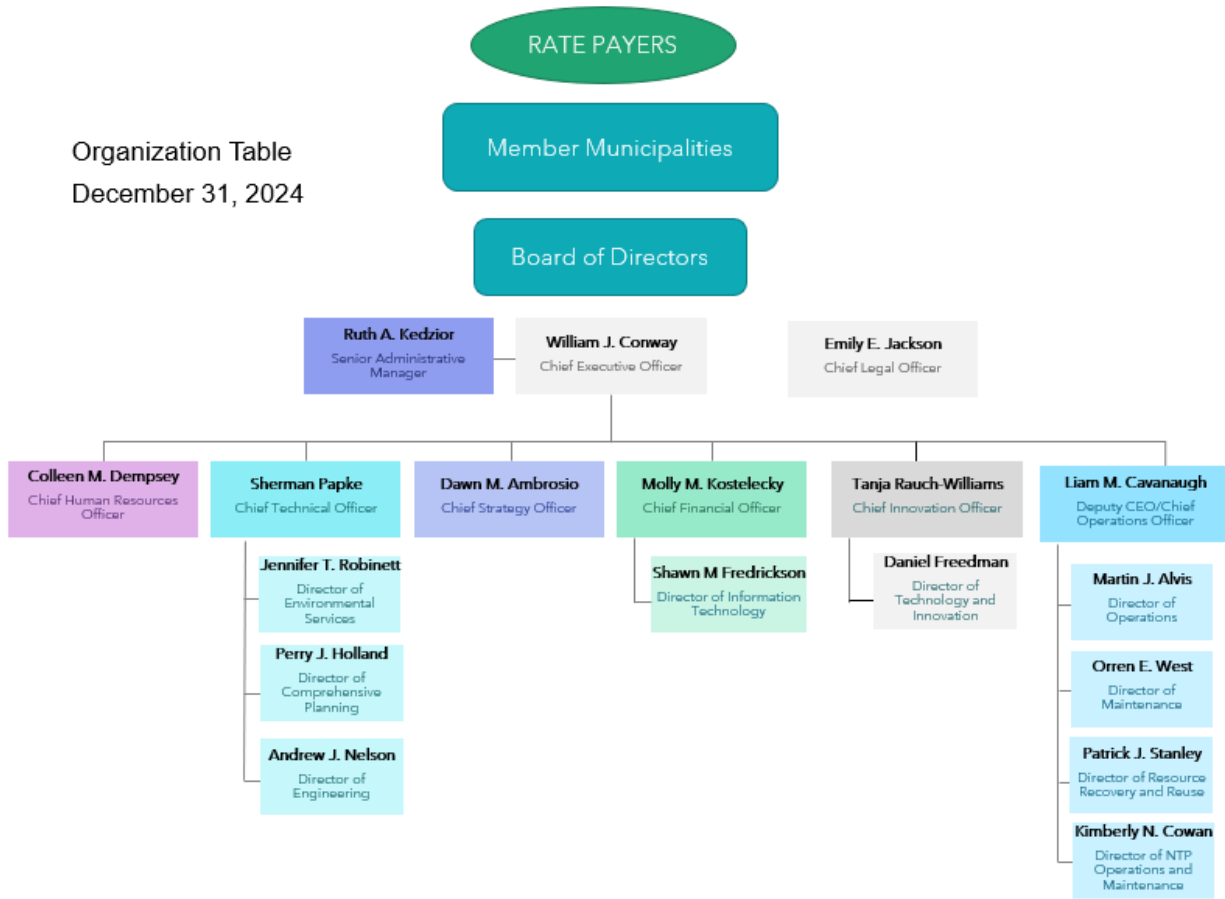 RATE PAYERS
Member Municipalities
Organization Table
December 31, 2024
Board of Directors
Ruth A. Kedzior
Senior Administrative
Manager
William J. Conway
Chief Executive Officer
Emily E. Jackson
Chief Legal Officer
Colleen M. Dempsey
Chief Human Resources
Officer
Sherman Papke
Chief Technical Officer
Dawn M. Ambrosio
Chief Strategy Officer
Molly M. Kostelecky
Chief Financial Officer
Tanja Rauch-Williams
Chief Innovation Officer
Liam M. Cavanaugh
Deputy CEO/Chief
Operations Officer
Jennifer T. Robinett
Director of
Environmental
Services
Perry J. Holland
Director of
Comprehensive
Planning
Andrew J. Nelson
Director of
Engineering
Shawn M Fredrickson
Director of Information
Technology
Daniel Freedman
Director of
Technology and
Innovation
Martin J. Alvis
Director of
Operations
Orren E. West
Director of
Maintenance
Patrick J. Stanley
Director of Resource
Recovery and Reuse
Kimberly N. Cowan
Director of NTP
Operations and
Maintenance